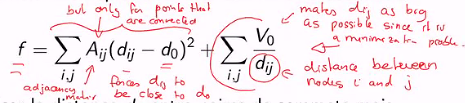 but only for points that
are connected
makes dij as big
as possible since it is
a minimization proble
f = ∑ Aij(dij − d0)² + ∑ V0/dij
i,j
i,j
distance between
nodes i and j
adjacency
matrix
forces dij to
be close to d0